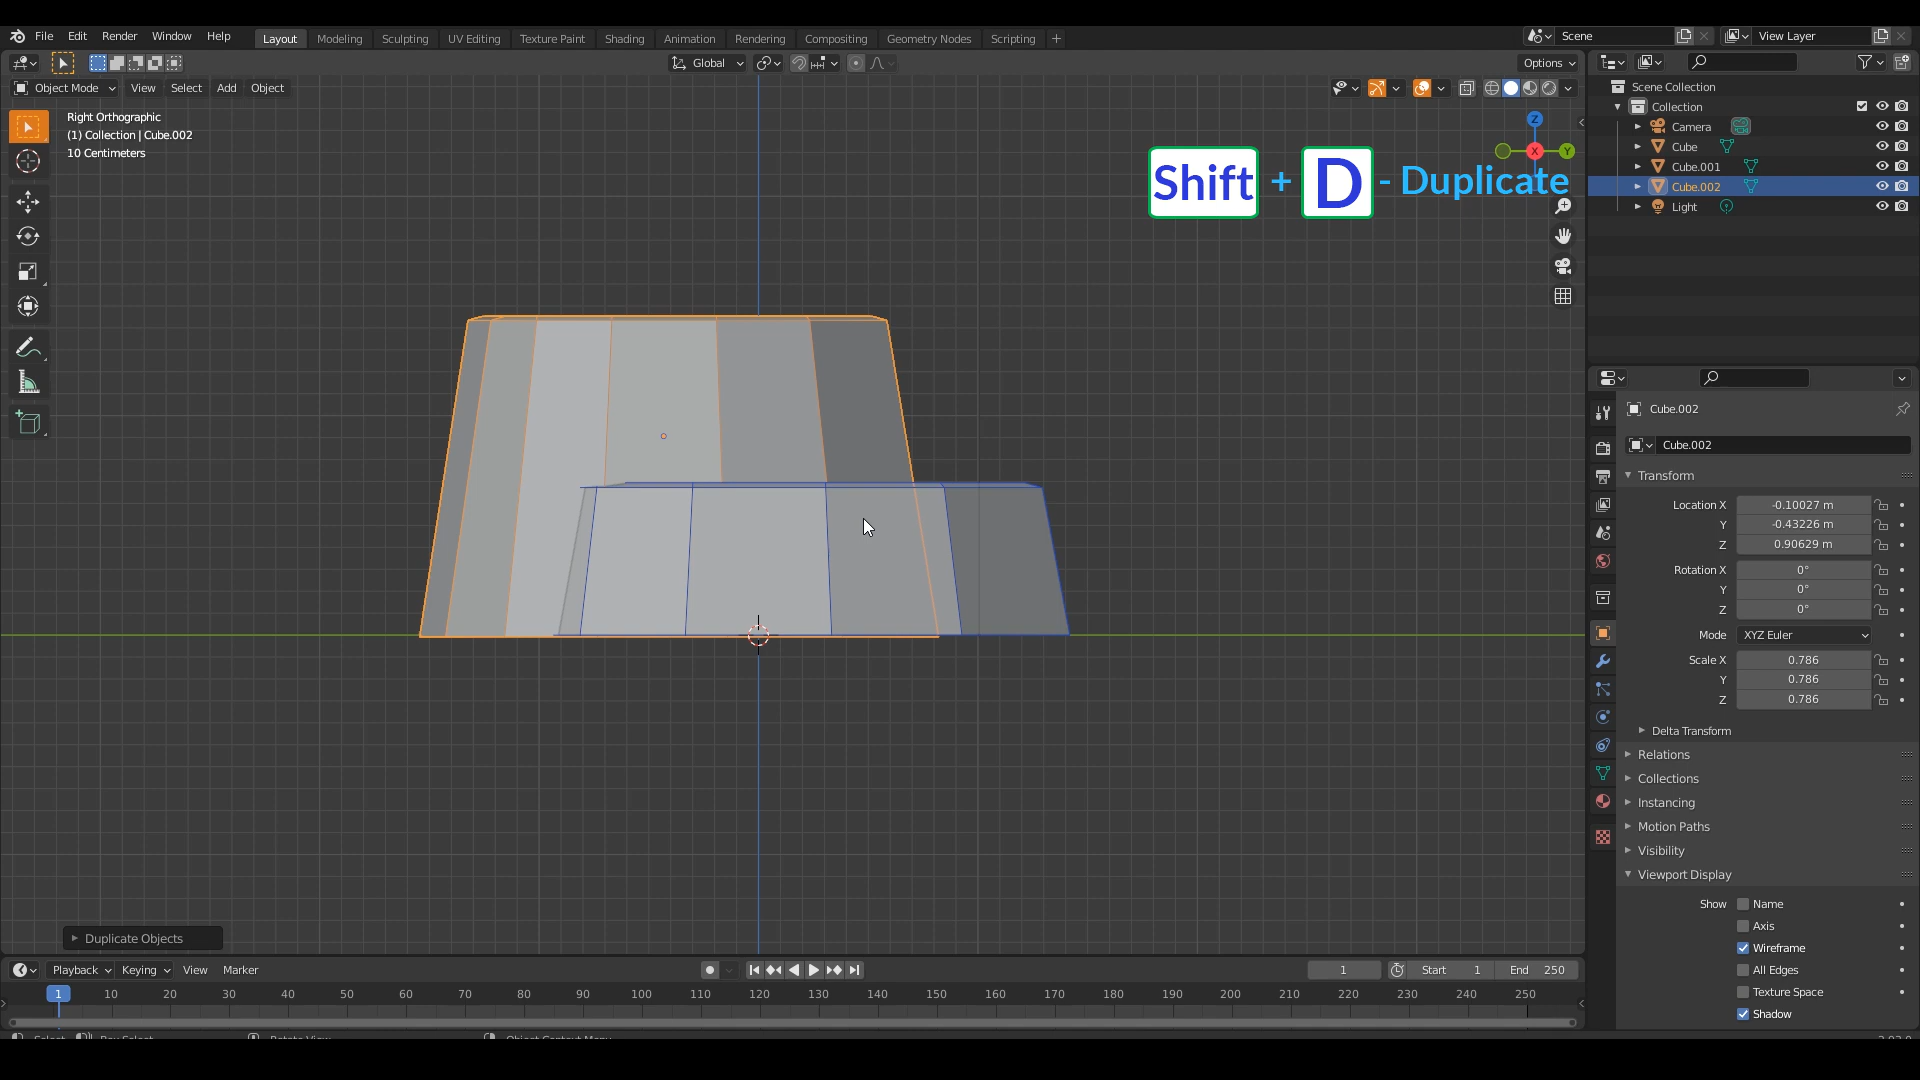 File Edit Render Window Help Layout Modeling Sculpting UV Editing Texture Paint Shading Animation Rendering Compositing Geometry Nodes Scripting + Scene View Layer
Global Options
Object Mode View Select Add Object
Right Orthographic
(1) Collection | Cube.002
10 Centimeters
Z
X
Y
Shift + D - Duplicate
Scene Collection
Collection
Camera
Cube
Cube.001
Cube.002
Light
Cube.002
Cube.002
Transform
Location X -0.10027 m
Y -0.43226 m
Z 0.90629 m
Rotation X 0°
Y 0°
Z 0°
Mode XYZ Euler
Scale X 0.786
Y 0.786
Z 0.786
Delta Transform
Relations
Collections
Instancing
Motion Paths
Visibility
Viewport Display
Show Name
Axis
Wireframe
All Edges
Texture Space
Shadow
Duplicate Objects
Playback Keying View Marker 1 Start 1 End 250
1 10 20 30 40 50 60 70 80 90 100 110 120 130 140 150 160 170 180 190 200 210 220 230 240 250